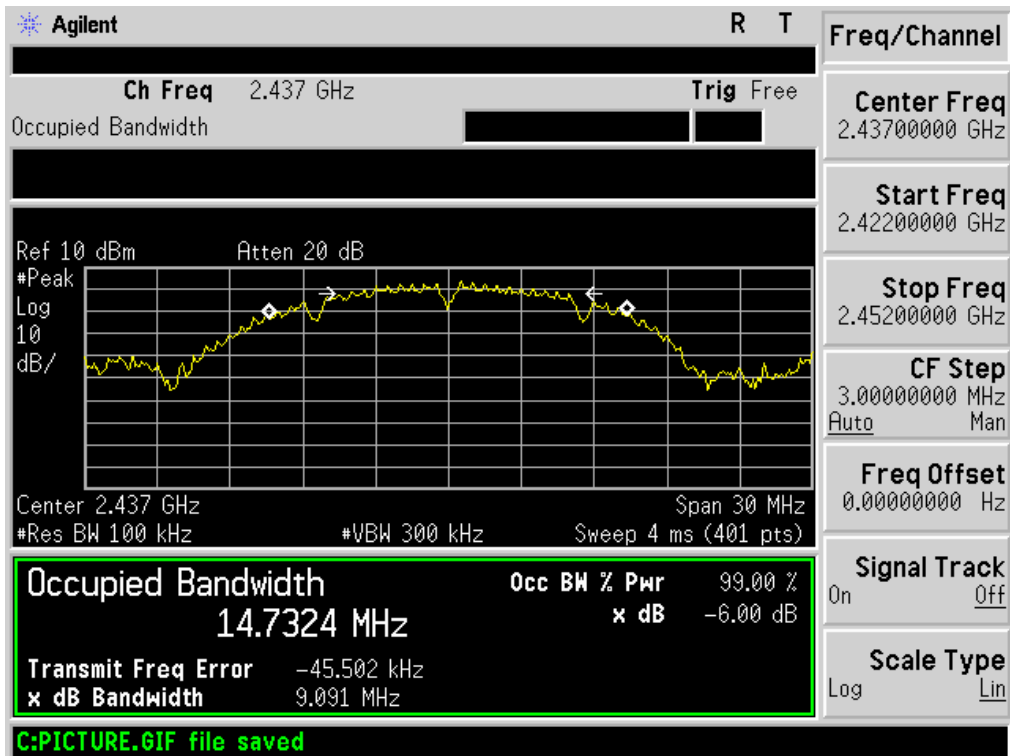 Agilent
R T
Ch Freq 2.437 GHz
Trig Free
Occupied Bandwidth
Ref 10 dBm
Atten 20 dB
#Peak
Log
10
dB/
Center 2.437 GHz
Span 30 MHz
#Res BW 100 kHz
#VBW 300 kHz
Sweep 4 ms (401 pts)
Occupied Bandwidth
14.7324 MHz
Occ BW % Pwr 99.00 %
x dB -6.00 dB
Transmit Freq Error -45.502 kHz
x dB Bandwidth 9.091 MHz
C:PICTURE.GIF file saved
Freq/Channel
Center Freq
2.43700000 GHz
Start Freq
2.42200000 GHz
Stop Freq
2.45200000 GHz
CF Step
3.00000000 MHz
Auto Man
Freq Offset
0.00000000 Hz
Signal Track
On Off
Scale Type
Log Lin